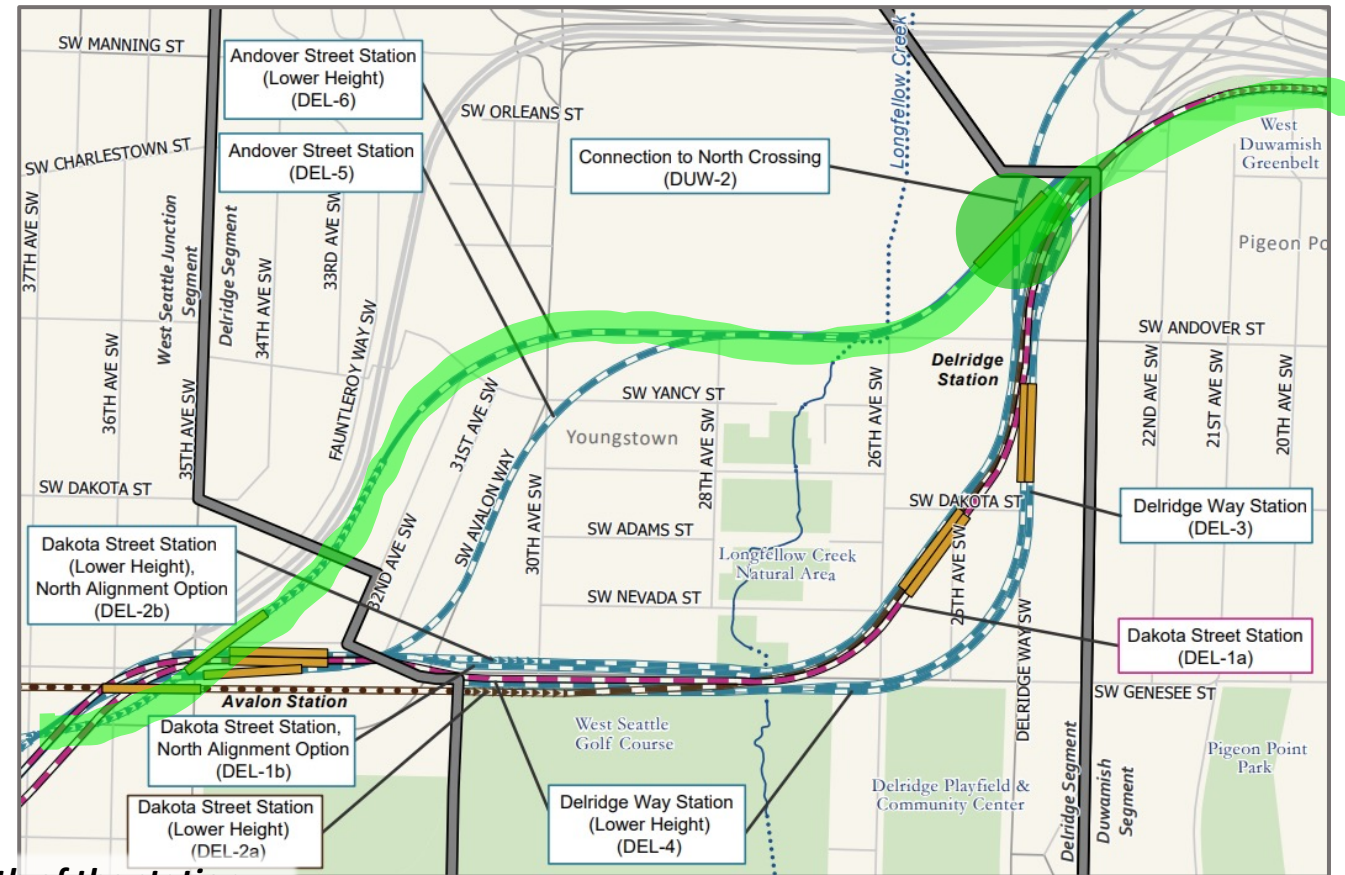 SW MANNING ST
Andover Street Station
(Lower Height)
(DEL-6)
SW ORLEANS ST
Longfellow Creek
SW CHARLESTOWN ST
Andover Street Station
(DEL-5)
Connection to North Crossing
(DUW-2)
West
Duwamish
Greenbelt
37TH AVE SW
West Seattle Junction
Segment
Delridge Segment
34TH AVE SW
33RD AVE SW
Pigeon Po
36TH AVE SW
35TH AVE SW
FAUNTLEROY WAY SW
SW ANDOVER ST
Delridge
Station
31ST AVE SW
SW YANCY ST
Youngstown
28TH AVE SW
26TH AVE SW
22ND AVE SW
21ST AVE SW
20TH AVE SW
SW DAKOTA ST
SW AVALON WAY
30TH AVE SW
SW DAKOTA ST
Delridge Way Station
(DEL-3)
Dakota Street Station
(Lower Height),
North Alignment Option
(DEL-2b)
32ND AVE SW
SW ADAMS ST
Longfellow Creek
Natural Area
SW NEVADA ST
AVE SW
DELRIDGE WAY SW
Dakota Street Station
(DEL-1a)
SW GENESEE ST
Avalon Station
Dakota Street Station,
North Alignment Option
(DEL-1b)
West Seattle
Golf Course
Delridge Playfield &
Community Center
Delridge Segment
Duwamish
Segment
Pigeon Point
Park
Dakota Street Station
(Lower Height)
(DEL-2a)
Delridge Way Station
(Lower Height)
(DEL-4)